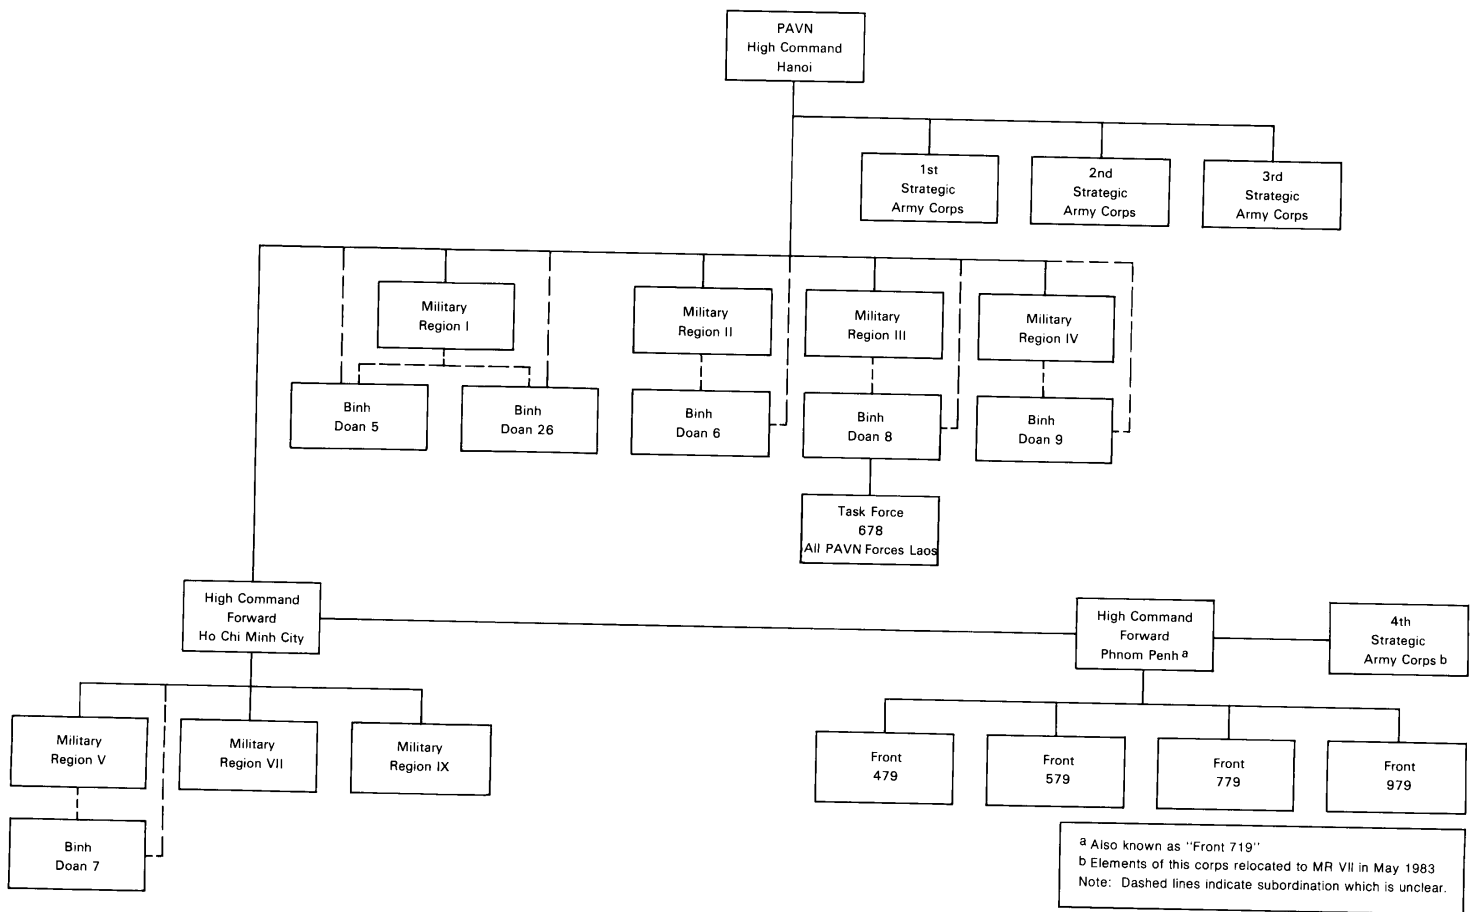 PAVN
High Command
Hanoi
1st
Strategic
Army Corps
2nd
Strategic
Army Corps
3rd
Strategic
Army Corps
Military
Region I
Military
Region II
Military
Region III
Military
Region IV
Binh
Doan 5
Binh
Doan 26
Binh
Doan 6
Binh
Doan 8
Binh
Doan 9
Task Force
678
All PAVN Forces Laos
High Command
Forward
Ho Chi Minh City
High Command
Forward
Phnom Penh a
4th
Strategic
Army Corps b
Military
Region V
Military
Region VII
Military
Region IX
Front
479
Front
579
Front
779
Front
979
Binh
Doan 7
a Also known as "Front 719"
b Elements of this corps relocated to MR VII in May 1983
Note: Dashed lines indicate subordination which is unclear.